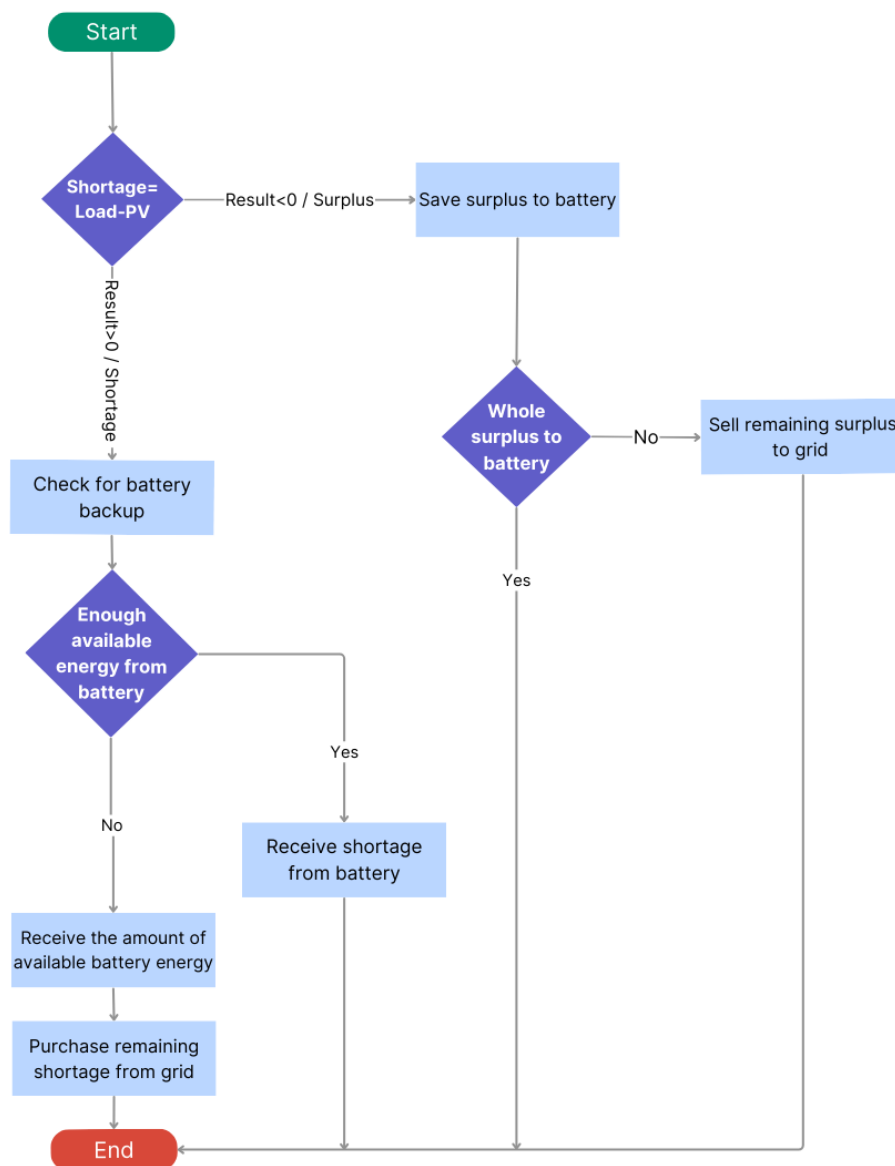 Start
Shortage=
Load-PV
Result<0 / Surplus
Save surplus to battery
Result>0 / Shortage
Whole
surplus to
battery
No
Sell remaining surplus
to grid
Check for battery
backup
Yes
Enough
available
energy from
battery
Yes
No
Receive shortage
from battery
Receive the amount of
available battery energy
Purchase remaining
shortage from grid
End